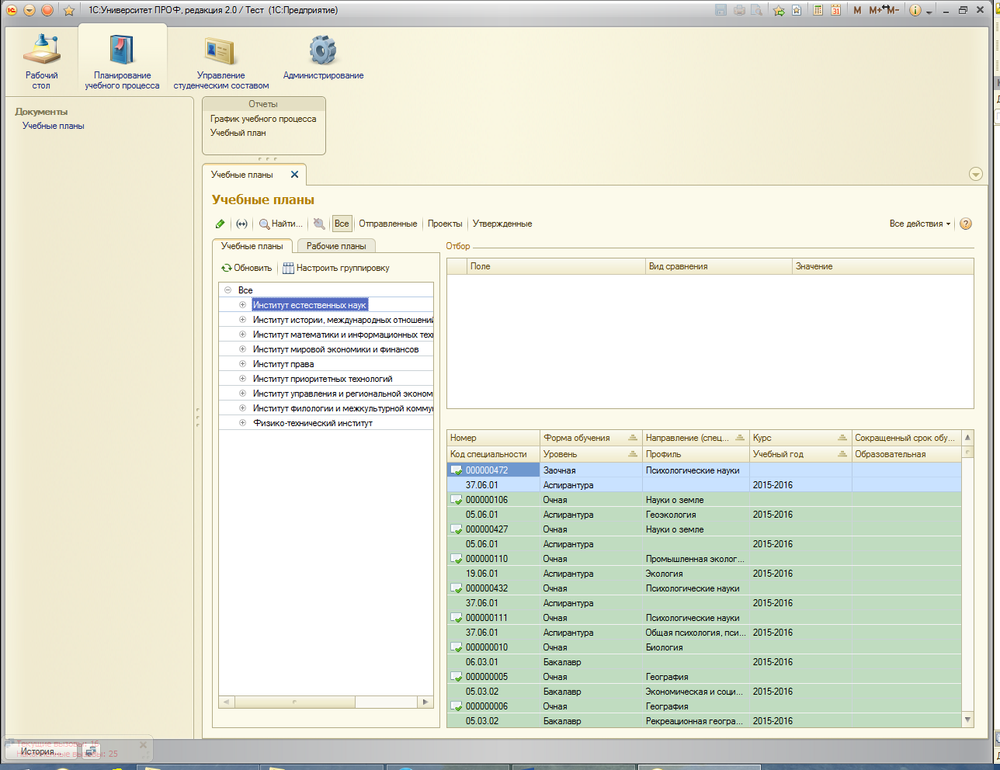 1С:Университет ПРОФ, редакция 2.0 / Тест (1С:Предприятие)
M M+ M-
Рабочий стол
Планирование учебного процесса
Управление студенческим составом
Администрирование
Документы
Учебные планы
Отчеты
График учебного процесса
Учебный план
Учебные планы
Учебные планы
Найти... Все Отправленные Проекты Утвержденные Все действия
Учебные планы Рабочие планы
Обновить Настроить группировку
Все
Институт естественных наук
Институт истории, международных отношений
Институт математики и информационных тех
Институт мировой экономики и финансов
Институт права
Институт приоритетных технологий
Институт управления и региональной эконом
Институт филологии и межкультурной комму
Физико-технический институт
Отбор
Поле Вид сравнения Значение
Номер Форма обучения Направление (спец... Курс Сокращенный срок обу...
Код специальности Уровень Профиль Учебный год Образовательная
000000472 Заочная Психологические науки
37.06.01 Аспирантура 2015-2016
000000106 Очная Науки о земле
05.06.01 Аспирантура Геоэкология 2015-2016
000000427 Очная Науки о земле
05.06.01 Аспирантура 2015-2016
000000110 Очная Промышленная эколог...
19.06.01 Аспирантура Экология 2015-2016
000000432 Очная Психологические науки
37.06.01 Аспирантура 2015-2016
000000111 Очная Психологические науки
37.06.01 Аспирантура Общая психология, пси... 2015-2016
000000010 Очная Биология
06.03.01 Бакалавр 2015-2016
000000005 Очная География
05.03.02 Бакалавр Экономическая и соци... 2015-2016
000000006 Очная География
05.03.02 Бакалавр Рекреационная геогра... 2015-2016
Текущие вызовы: 16
История...
Накопленные вызовы: 25